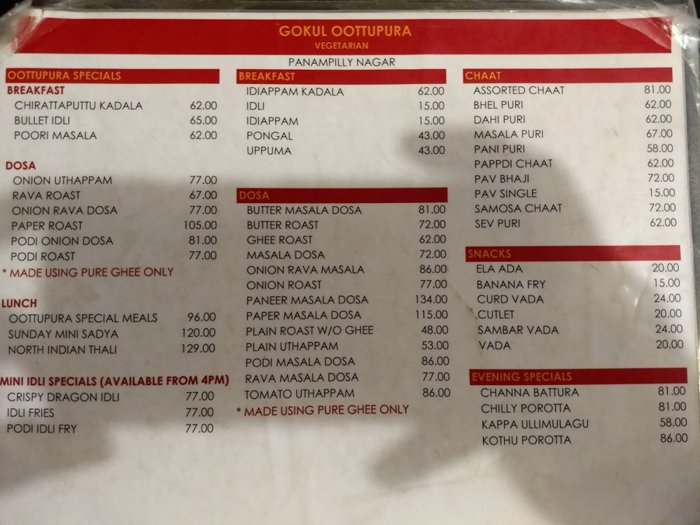 GOKUL OOTTUPURA
VEGETARIAN
PANAMPILLY NAGAR
OOTTUPURA SPECIALS
BREAKFAST
CHIRATTAPUTTU KADALA 62.00
BULLET IDLI 65.00
POORI MASALA 62.00
DOSA
ONION UTHAPPAM 77.00
RAVA ROAST 67.00
ONION RAVA DOSA 77.00
PAPER ROAST 105.00
PODI ONION DOSA 81.00
PODI ROAST 77.00
* MADE USING PURE GHEE ONLY
LUNCH
OOTTUPURA SPECIAL MEALS 96.00
SUNDAY MINI SADYA 120.00
NORTH INDIAN THALI 129.00
MINI IDLI SPECIALS (AVAILABLE FROM 4PM)
CRISPY DRAGON IDLI 77.00
IDLI FRIES 77.00
PODI IDLI FRY 77.00
BREAKFAST
IDIAPPAM KADALA 62.00
IDLI 15.00
IDIAPPAM 15.00
PONGAL 43.00
UPPUMA 43.00
DOSA
BUTTER MASALA DOSA 81.00
BUTTER ROAST 72.00
GHEE ROAST 62.00
MASALA DOSA 72.00
ONION RAVA MASALA 86.00
ONION ROAST 77.00
PANEER MASALA DOSA 134.00
PAPER MASALA DOSA 115.00
PLAIN ROAST W/O GHEE 48.00
PLAIN UTHAPPAM 53.00
PODI MASALA DOSA 86.00
RAVA MASALA DOSA 77.00
TOMATO UTHAPPAM 86.00
* MADE USING PURE GHEE ONLY
CHAAT
ASSORTED CHAAT 81.00
BHEL PURI 62.00
DAHI PURI 62.00
MASALA PURI 67.00
PANI PURI 58.00
PAPPDI CHAAT 62.00
PAV BHAJI 72.00
PAV SINGLE 15.00
SAMOSA CHAAT 72.00
SEV PURI 62.00
SNACKS
ELA ADA 20.00
BANANA FRY 15.00
CURD VADA 24.00
CUTLET 20.00
SAMBAR VADA 24.00
VADA 20.00
EVENING SPECIALS
CHANNA BATTURA 81.00
CHILLY POROTTA 81.00
KAPPA ULLIMULAGU 58.00
KOTHU POROTTA 86.00